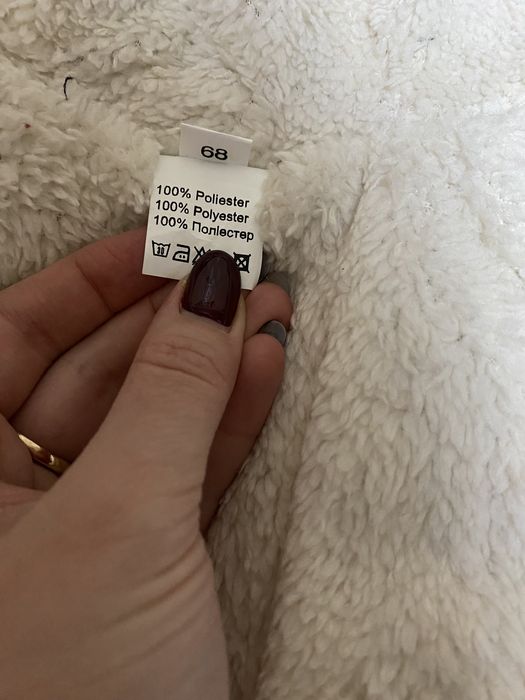 68
100% Poliester
100% Polyester
100% Поліестер